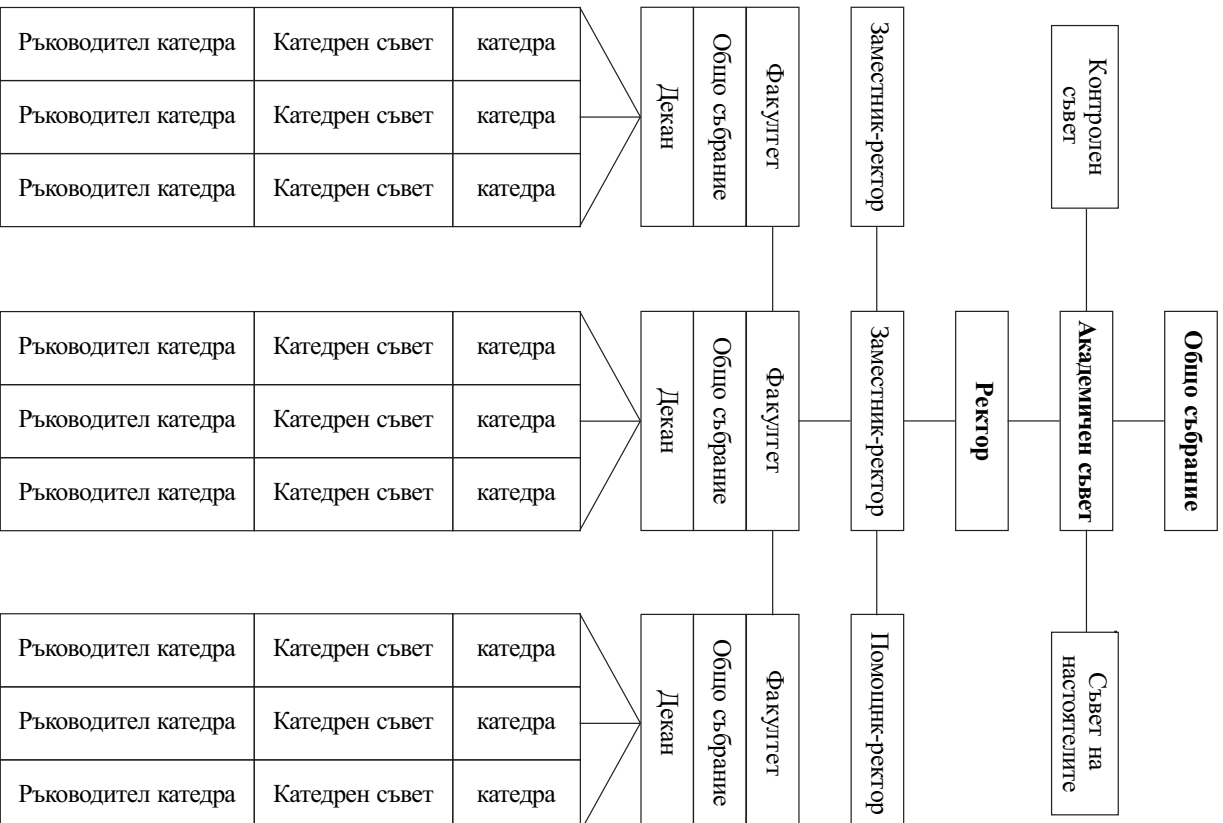 Общо събрание
Контролен
съвет
Академичен съвет
Съвет на
настоятелите
Ректор
Заместник-ректор
Заместник-ректор
Помощнк-ректор
Факултет
Общо събрание
Декан
катедра
Катедрен съвет
Ръководител катедра
катедра
Катедрен съвет
Ръководител катедра
катедра
Катедрен съвет
Ръководител катедра
Факултет
Общо събрание
Декан
катедра
Катедрен съвет
Ръководител катедра
катедра
Катедрен съвет
Ръководител катедра
катедра
Катедрен съвет
Ръководител катедра
Факултет
Общо събрание
Декан
катедра
Катедрен съвет
Ръководител катедра
катедра
Катедрен съвет
Ръководител катедра
катедра
Катедрен съвет
Ръководител катедра